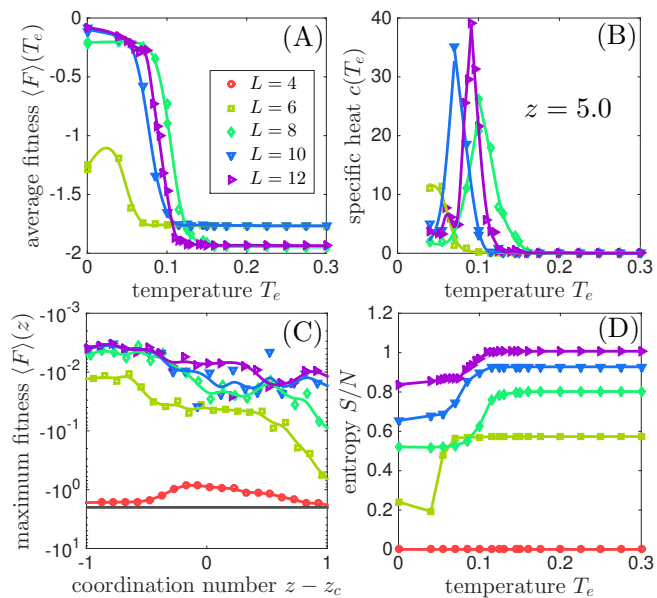 (A)
average fitness ⟨F⟩(T_e)
0
-0.5
-1
-1.5
-2
0 0.1 0.2 0.3
temperature T_e
L = 4
L = 6
L = 8
L = 10
L = 12
(B)
specific heat c(T_e)
40
30
20
10
0
z = 5.0
0 0.1 0.2 0.3
temperature T_e
(C)
maximum fitness ⟨F⟩(z)
-10^-3
-10^-2
-10^-1
-10^0
-10^1
-1 0 1
coordination number z − z_c
(D)
entropy S/N
1.2
1
0.8
0.6
0.4
0.2
0
0 0.1 0.2 0.3
temperature T_e